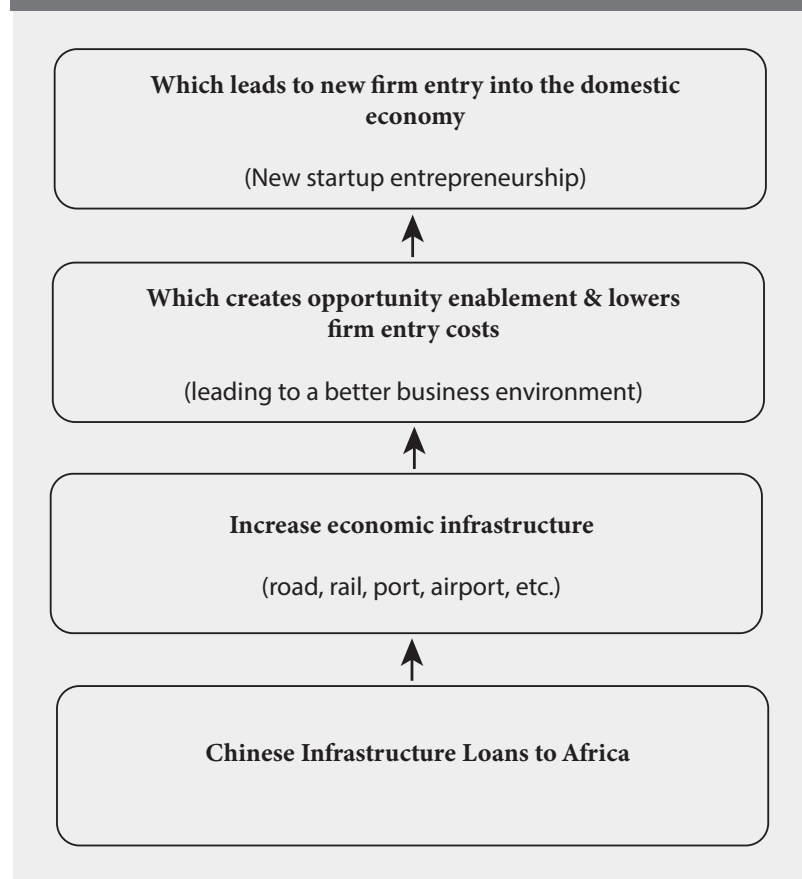 Which leads to new firm entry into the domestic
economy
(New startup entrepreneurship)
Which creates opportunity enablement & lowers
firm entry costs
(leading to a better business environment)
Increase economic infrastructure
(road, rail, port, airport, etc.)
Chinese Infrastructure Loans to Africa